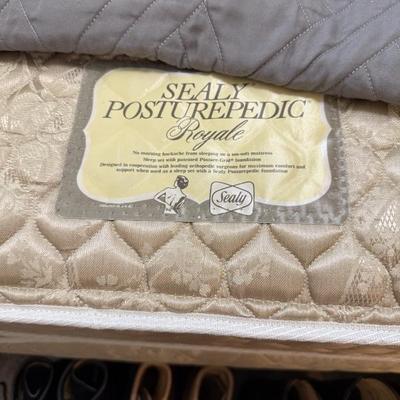 SEALY
POSTUREPEDIC
Royale
No morning backache from sleeping on a too-soft mattress
Sleep set with patented Posture-Grid® foundation
Designed in cooperation with leading orthopedic surgeons for maximum comfort and
support when used as a sleep set with a Sealy Posturepedic foundation
Sealy